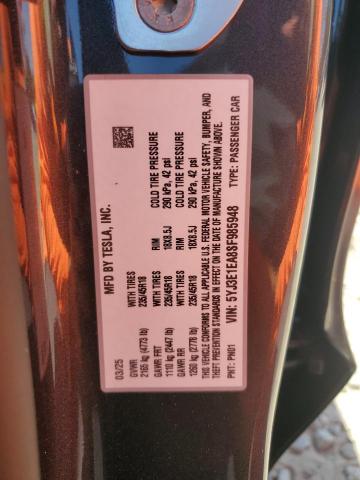 MFD BY TESLA, INC.
03/25
GVWR WITH TIRES RIM COLD TIRE PRESSURE
2165 kg (4773 lb) 235/45R18 18X8.5J 290 kPa, 42 psi
GAWR FRT WITH TIRES RIM COLD TIRE PRESSURE
1110 kg (2447 lb) 235/45R18 18X8.5J 290 kPa, 42 psi
GAWR RR
1260 kg (2778 lb)
THIS VEHICLE CONFORMS TO ALL APPLICABLE U.S. FEDERAL MOTOR VEHICLE SAFETY, BUMPER, AND
THEFT PREVENTION STANDARDS IN EFFECT ON THE DATE OF MANUFACTURE SHOWN ABOVE.
VIN: 5YJ3E1EA8SF985948
PNT: PN01 TYPE: PASSENGER CAR